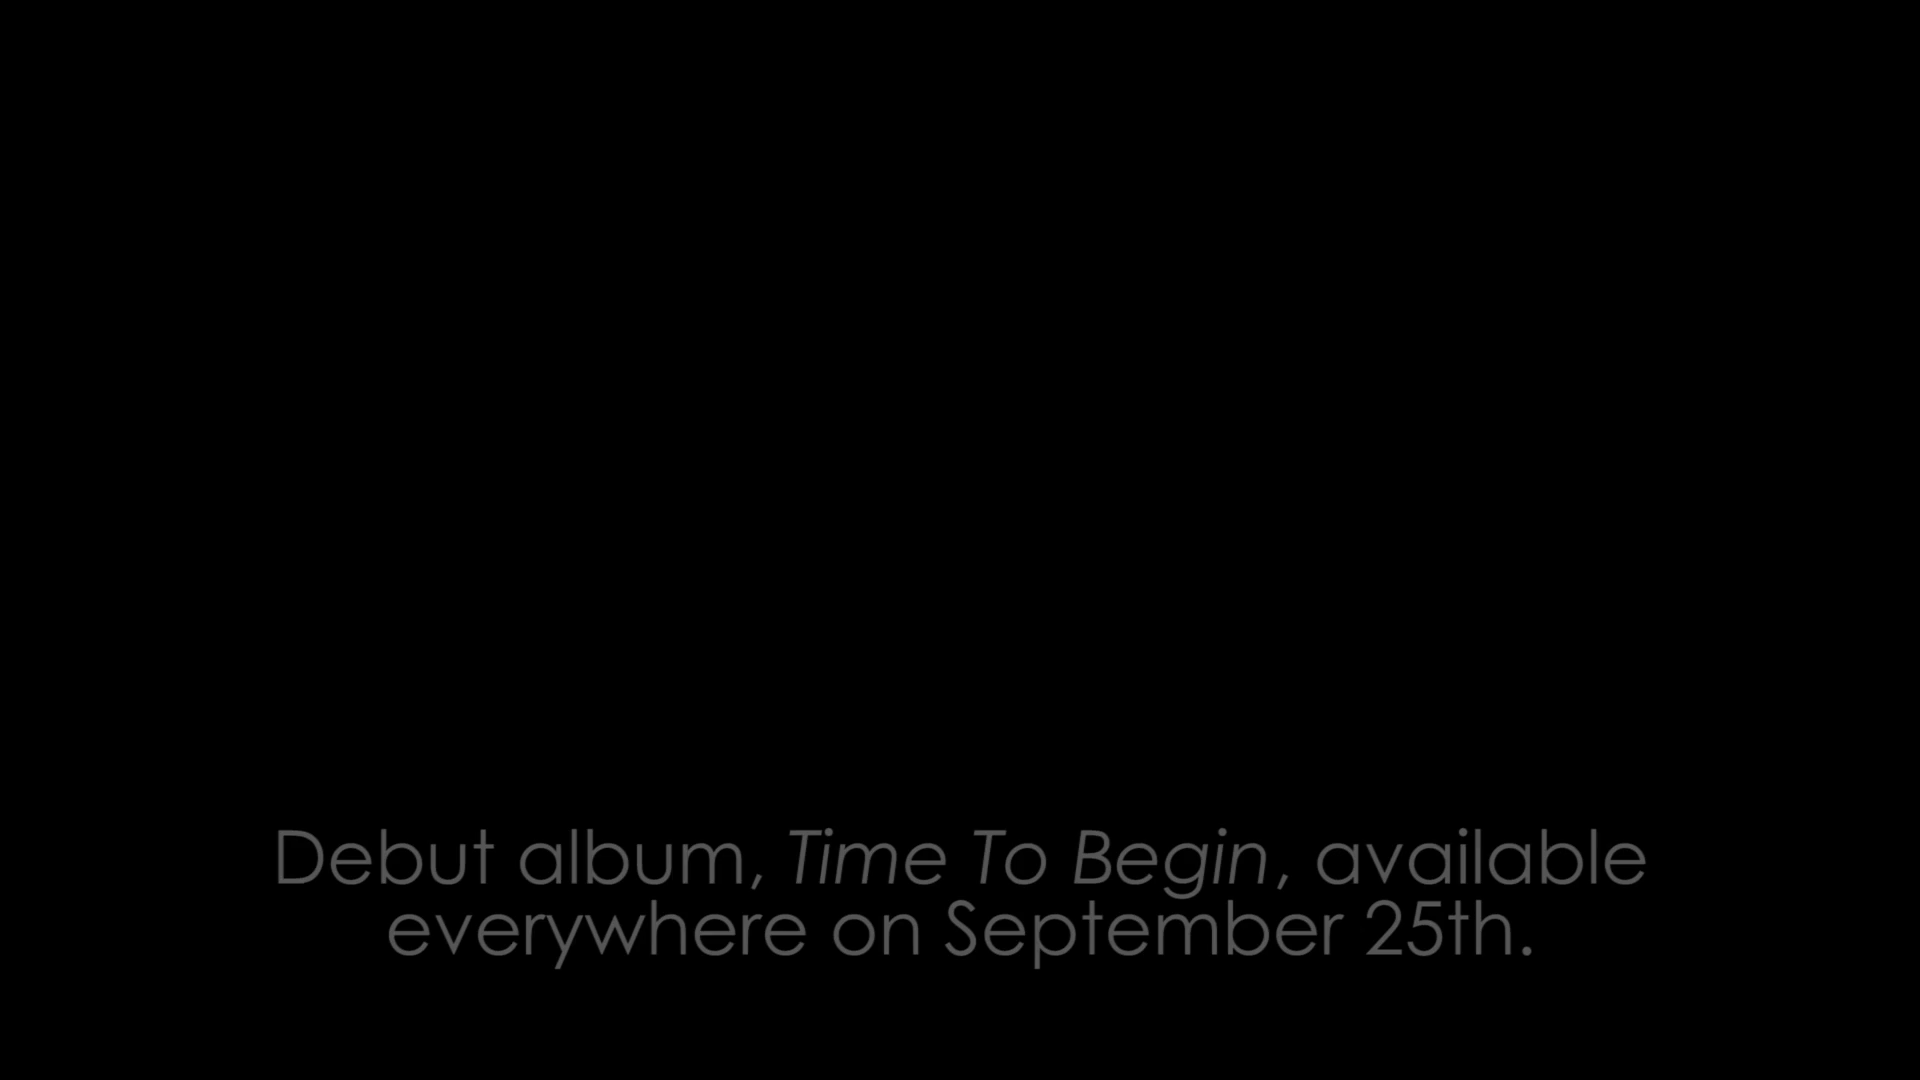 Debut album, Time To Begin, available
everywhere on September 25th.